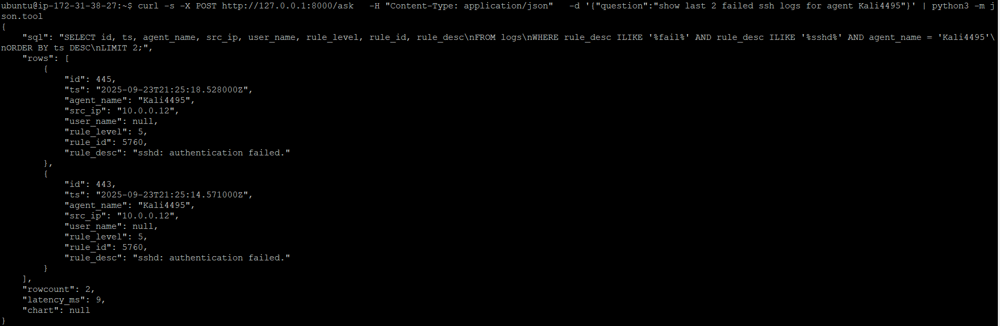 ubuntu@ip-172-31-38-27:~$ curl -s -X POST http://127.0.0.1:8000/ask   -H "Content-Type: application/json"   -d '{"question":"show last 2 failed ssh logs for agent Kali4495"}' | python3 -m j
son.tool
{
    "sql": "SELECT id, ts, agent_name, src_ip, user_name, rule_level, rule_id, rule_desc\nFROM logs\nWHERE rule_desc ILIKE '%fail%' AND rule_desc ILIKE '%sshd%' AND agent_name = 'Kali4495'\
nORDER BY ts DESC\nLIMIT 2;",
    "rows": [
        {
            "id": 445,
            "ts": "2025-09-23T21:25:18.528000Z",
            "agent_name": "Kali4495",
            "src_ip": "10.0.0.12",
            "user_name": null,
            "rule_level": 5,
            "rule_id": 5760,
            "rule_desc": "sshd: authentication failed."
        },
        {
            "id": 443,
            "ts": "2025-09-23T21:25:14.571000Z",
            "agent_name": "Kali4495",
            "src_ip": "10.0.0.12",
            "user_name": null,
            "rule_level": 5,
            "rule_id": 5760,
            "rule_desc": "sshd: authentication failed."
        }
    ],
    "rowcount": 2,
    "latency_ms": 9,
    "chart": null
}